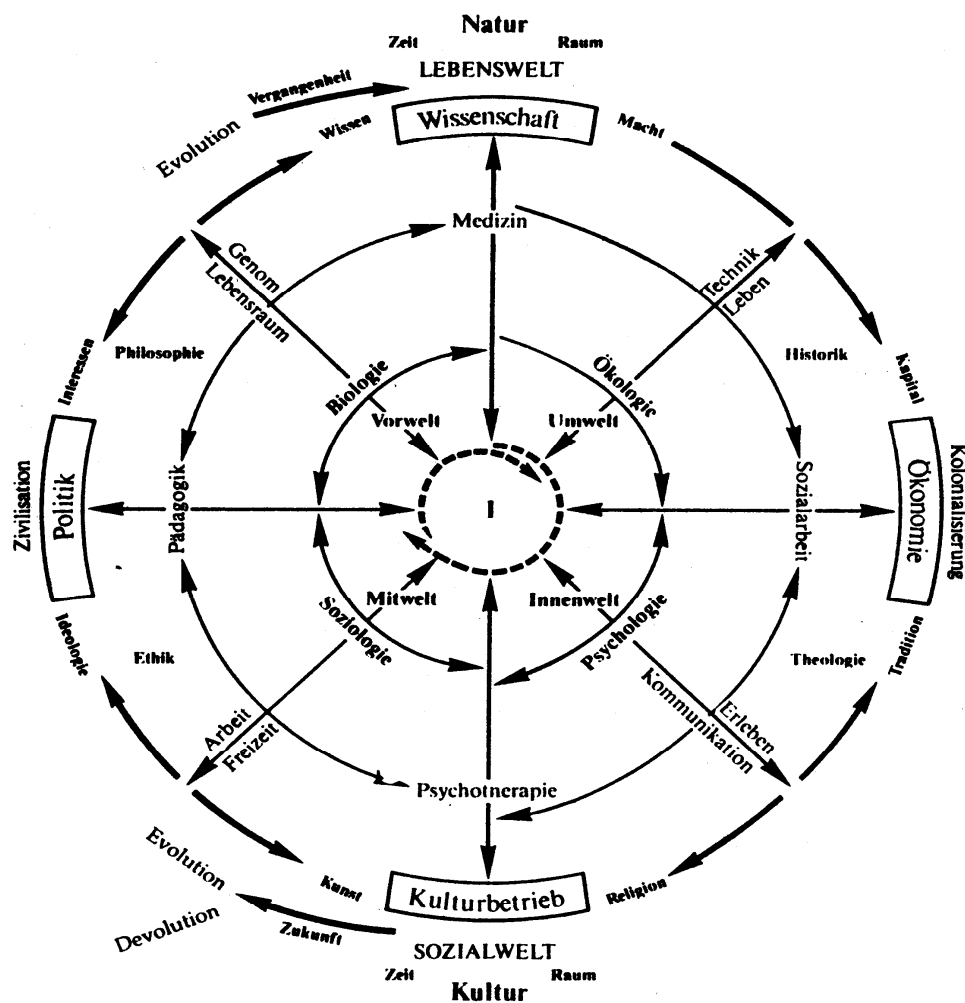 Natur
Zeit Raum
LEBENSWELT
Vergangenheit
Wissenschaft
Evolution
Wissen
Macht
Medizin
Genom
Lebensraum
Technik
Leben
Interessen
Philosophie
Historik
Kapital
Biologie
Ökologie
Vorwelt
Umwelt
Zivilisation
Politik
Pädagogik
I
Sozialarbeit
Ökonomie
Kolonialisierung
Mitwelt
Innenwelt
Soziologie
Psychologie
Ideologie
Ethik
Theologie
Tradition
Arbeit
Freizeit
Erleben
Kommunikation
Psychotnerapie
Evolution
Kunst
Kulturbetrieb
Religion
Devolution
Zukunft
SOZIALWELT
Zeit Raum
Kultur